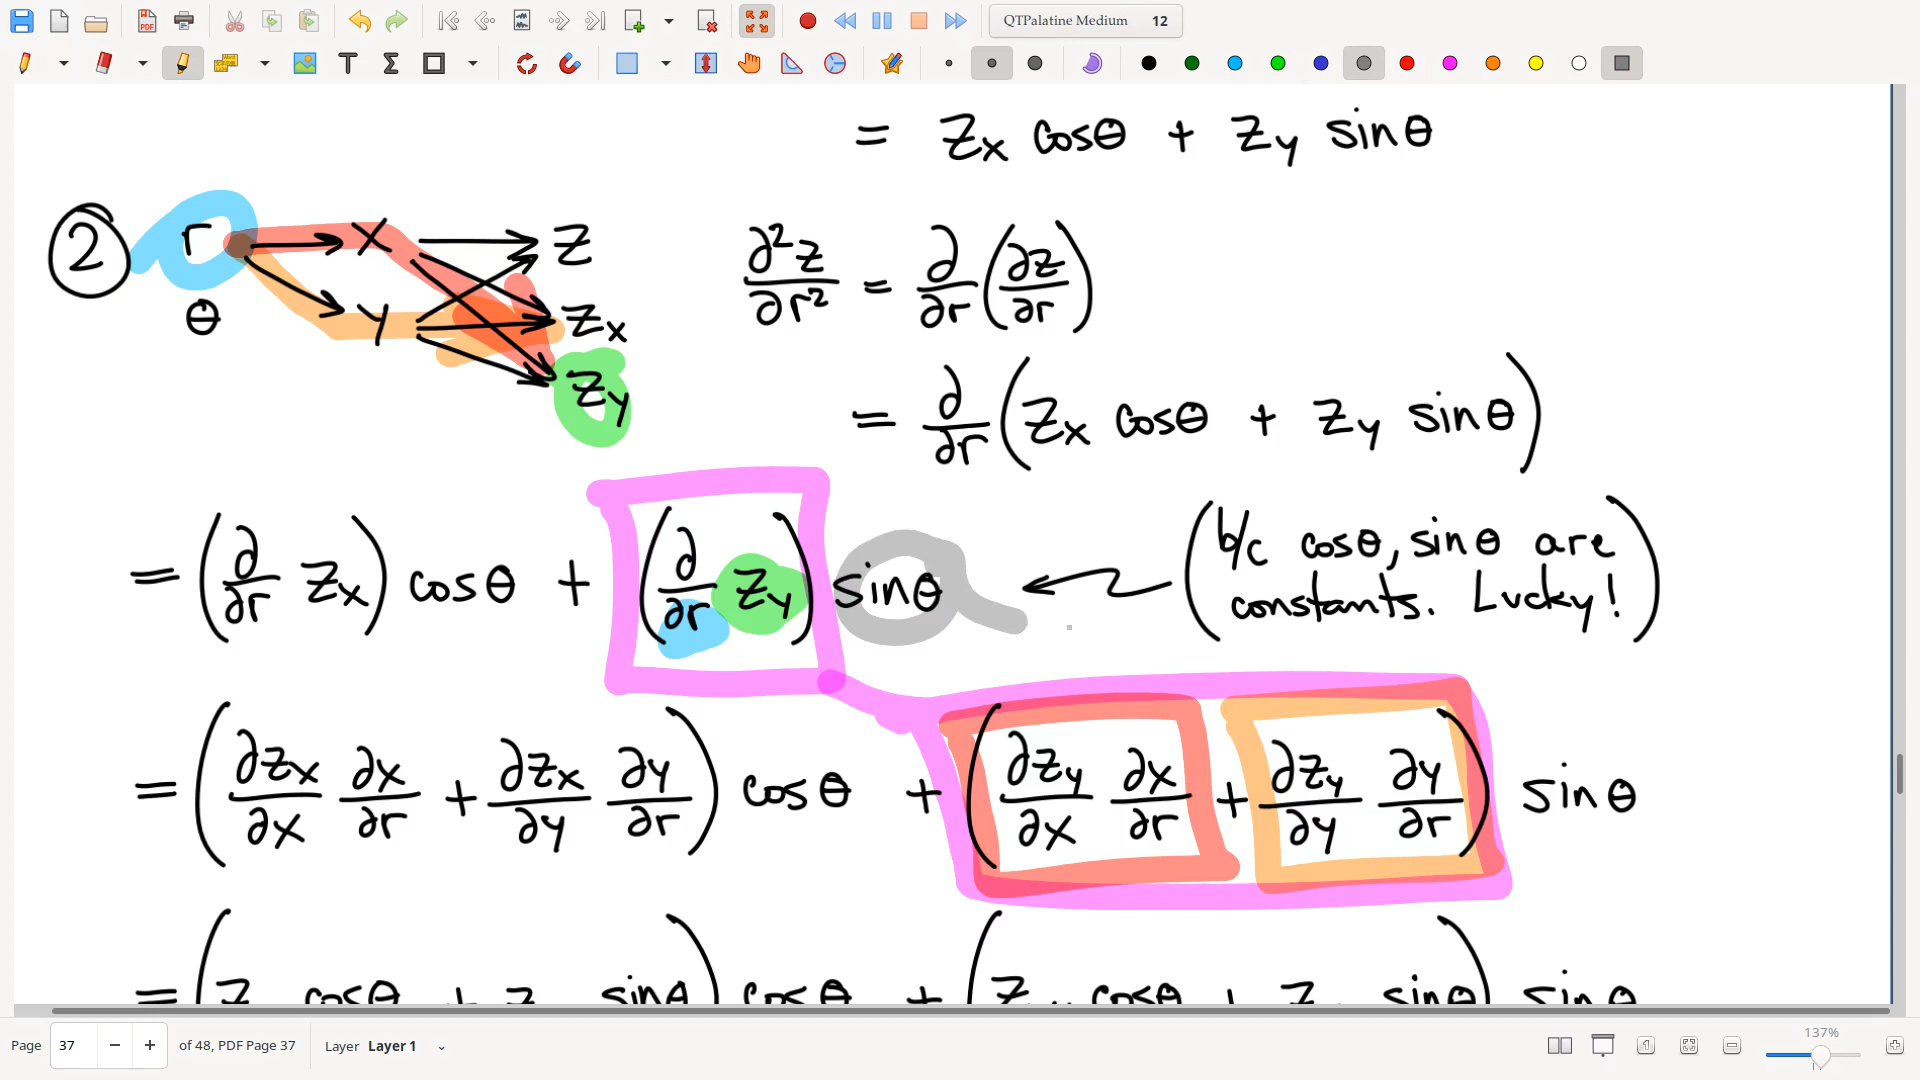 QTPalatine Medium 12
= Zx cosθ + Zy sinθ
② r X Z
θ Y Zx
Zy
∂²z/∂r² = ∂/∂r (∂z/∂r)
= ∂/∂r (Zx cosθ + Zy sinθ)
= (∂/∂r Zx) cosθ + (∂/∂r Zy) sinθ (b/c cosθ, sinθ are
constants. Lucky!)
= (∂Zx/∂x ∂x/∂r + ∂Zx/∂y ∂y/∂r) cosθ + (∂Zy/∂x ∂x/∂r + ∂Zy/∂y ∂y/∂r) sinθ
Page 37 of 48, PDF Page 37 Layer Layer 1 137%